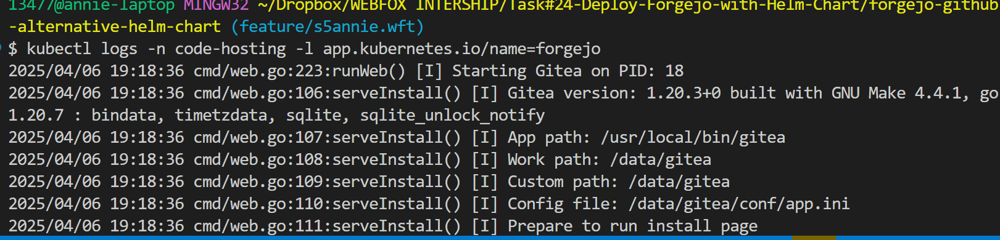 13477@annie-laptop MINGW32 ~/Dropbox/WEBFOX INTERSHIP/Task#24-Deploy-Forgejo-with-Helm-Chart/forgejo-github
-alternative-helm-chart (feature/s5annie.wft)
$ kubectl logs -n code-hosting -l app.kubernetes.io/name=forgejo
2025/04/06 19:18:36 cmd/web.go:223:runWeb() [I] Starting Gitea on PID: 18
2025/04/06 19:18:36 cmd/web.go:106:serveInstall() [I] Gitea version: 1.20.3+0 built with GNU Make 4.4.1, go
1.20.7 : bindata, timetzdata, sqlite, sqlite_unlock_notify
2025/04/06 19:18:36 cmd/web.go:107:serveInstall() [I] App path: /usr/local/bin/gitea
2025/04/06 19:18:36 cmd/web.go:108:serveInstall() [I] Work path: /data/gitea
2025/04/06 19:18:36 cmd/web.go:109:serveInstall() [I] Custom path: /data/gitea
2025/04/06 19:18:36 cmd/web.go:110:serveInstall() [I] Config file: /data/gitea/conf/app.ini
2025/04/06 19:18:36 cmd/web.go:111:serveInstall() [I] Prepare to run install page